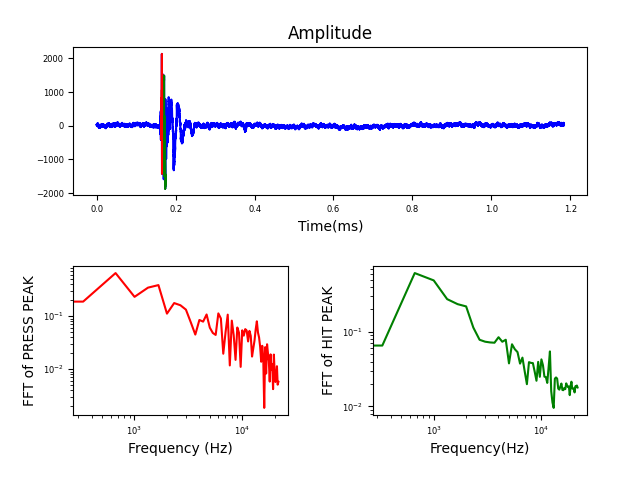 Amplitude
2000
1000
0
−1000
−2000
0.0 0.2 0.4 0.6 0.8 1.0 1.2
Time(ms)
FFT of PRESS PEAK
10⁻¹
10⁻²
10³ 10⁴
Frequency (Hz)
FFT of HIT PEAK
10⁻¹
10⁻²
10³ 10⁴
Frequency(Hz)